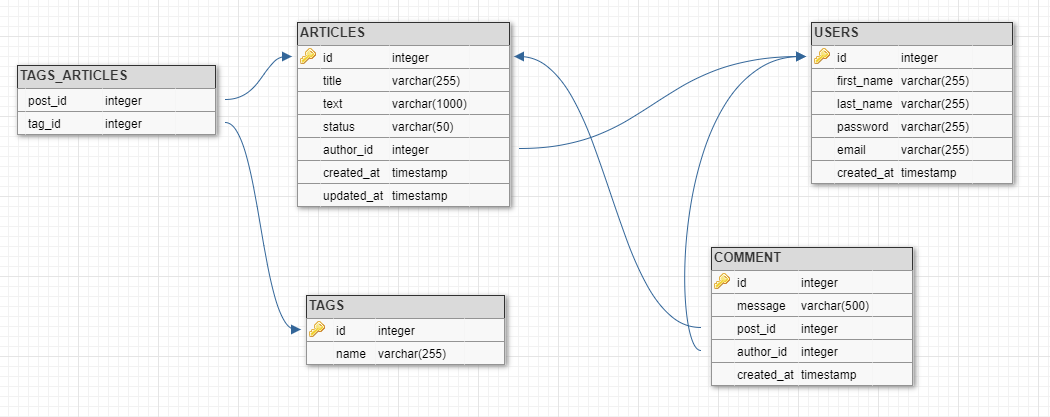 TAGS_ARTICLES
post_id integer
tag_id integer
ARTICLES
id integer
title varchar(255)
text varchar(1000)
status varchar(50)
author_id integer
created_at timestamp
updated_at timestamp
USERS
id integer
first_name varchar(255)
last_name varchar(255)
password varchar(255)
email varchar(255)
created_at timestamp
TAGS
id integer
name varchar(255)
COMMENT
id integer
message varchar(500)
post_id integer
author_id integer
created_at timestamp